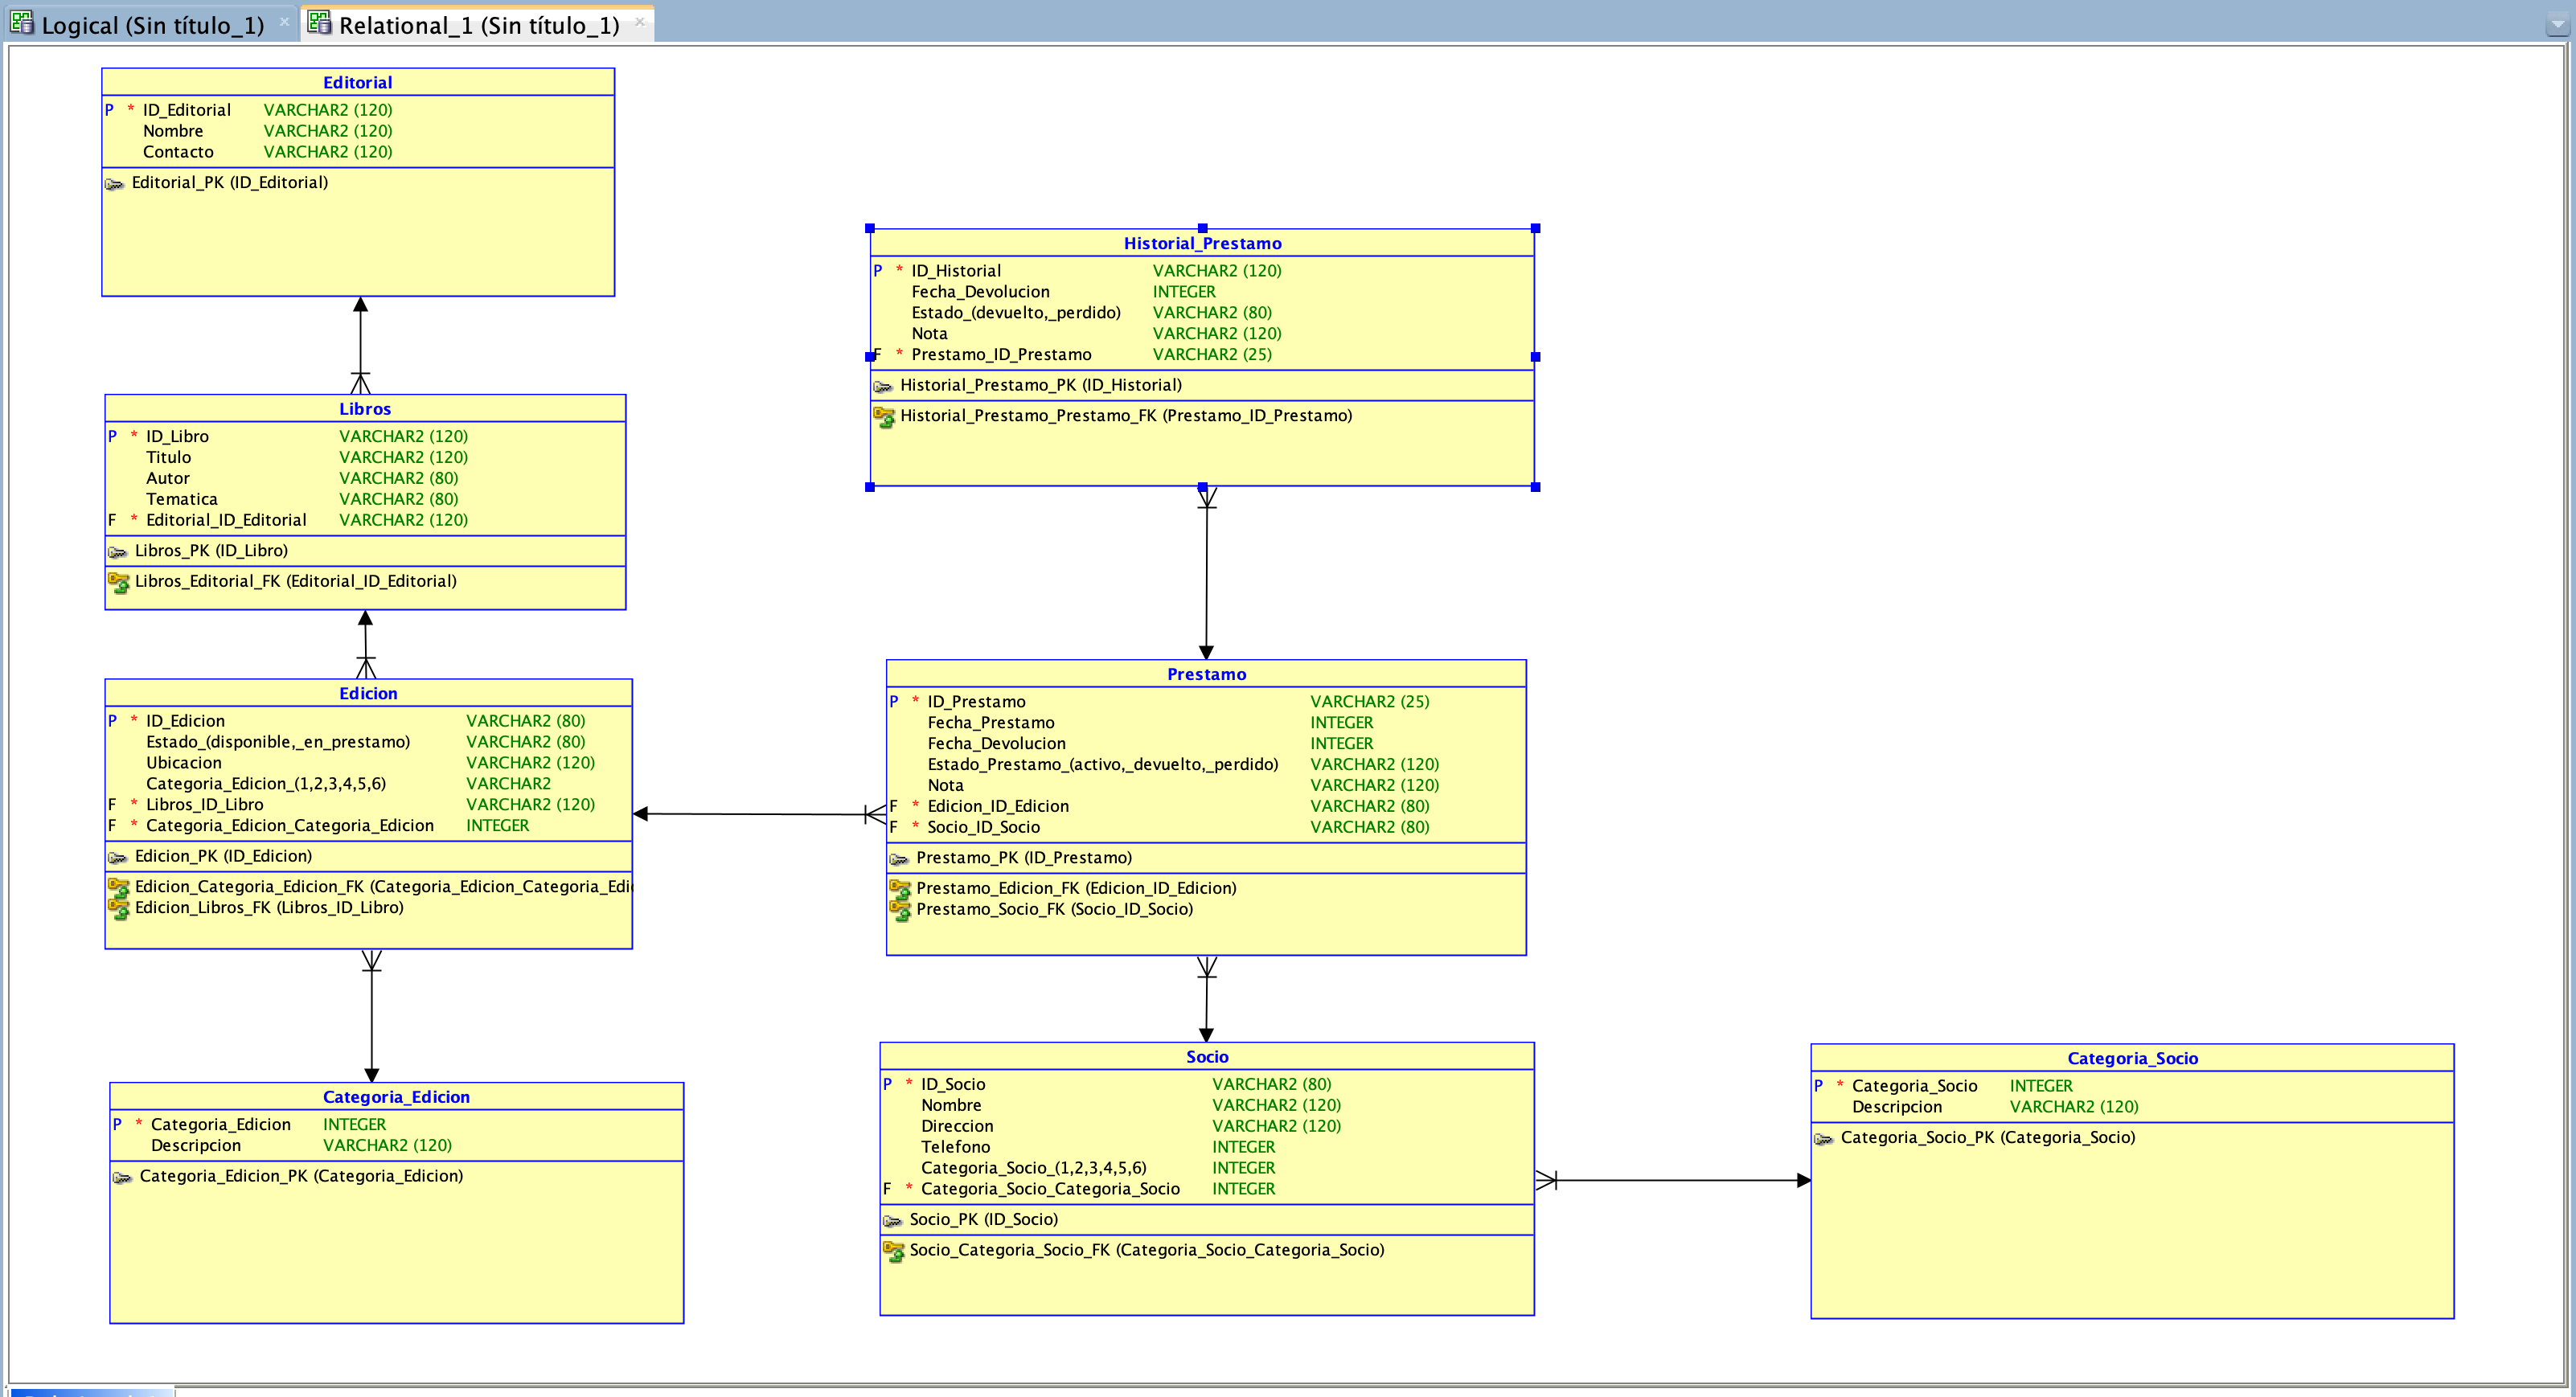 Logical (Sin título_1) × Relational_1 (Sin título_1) ×
Editorial
P * ID_Editorial VARCHAR2 (120)
Nombre VARCHAR2 (120)
Contacto VARCHAR2 (120)
Editorial_PK (ID_Editorial)
Historial_Prestamo
P * ID_Historial VARCHAR2 (120)
Fecha_Devolucion INTEGER
Estado_(devuelto,_perdido) VARCHAR2 (80)
Nota VARCHAR2 (120)
F * Prestamo_ID_Prestamo VARCHAR2 (25)
Historial_Prestamo_PK (ID_Historial)
Historial_Prestamo_Prestamo_FK (Prestamo_ID_Prestamo)
Libros
P * ID_Libro VARCHAR2 (120)
Titulo VARCHAR2 (120)
Autor VARCHAR2 (80)
Tematica VARCHAR2 (80)
F * Editorial_ID_Editorial VARCHAR2 (120)
Libros_PK (ID_Libro)
Libros_Editorial_FK (Editorial_ID_Editorial)
Edicion
P * ID_Edicion VARCHAR2 (80)
Estado_(disponible,_en_prestamo) VARCHAR2 (80)
Ubicacion VARCHAR2 (120)
Categoria_Edicion_(1,2,3,4,5,6) VARCHAR2
F * Libros_ID_Libro VARCHAR2 (120)
F * Categoria_Edicion_Categoria_Edicion INTEGER
Edicion_PK (ID_Edicion)
Edicion_Categoria_Edicion_FK (Categoria_Edicion_Categoria_Edi
Edicion_Libros_FK (Libros_ID_Libro)
Prestamo
P * ID_Prestamo VARCHAR2 (25)
Fecha_Prestamo INTEGER
Fecha_Devolucion INTEGER
Estado_Prestamo_(activo,_devuelto,_perdido) VARCHAR2 (120)
Nota VARCHAR2 (120)
F * Edicion_ID_Edicion VARCHAR2 (80)
F * Socio_ID_Socio VARCHAR2 (80)
Prestamo_PK (ID_Prestamo)
Prestamo_Edicion_FK (Edicion_ID_Edicion)
Prestamo_Socio_FK (Socio_ID_Socio)
Categoria_Edicion
P * Categoria_Edicion INTEGER
Descripcion VARCHAR2 (120)
Categoria_Edicion_PK (Categoria_Edicion)
Socio
P * ID_Socio VARCHAR2 (80)
Nombre VARCHAR2 (120)
Direccion VARCHAR2 (120)
Telefono INTEGER
Categoria_Socio_(1,2,3,4,5,6) INTEGER
F * Categoria_Socio_Categoria_Socio INTEGER
Socio_PK (ID_Socio)
Socio_Categoria_Socio_FK (Categoria_Socio_Categoria_Socio)
Categoria_Socio
P * Categoria_Socio INTEGER
Descripcion VARCHAR2 (120)
Categoria_Socio_PK (Categoria_Socio)